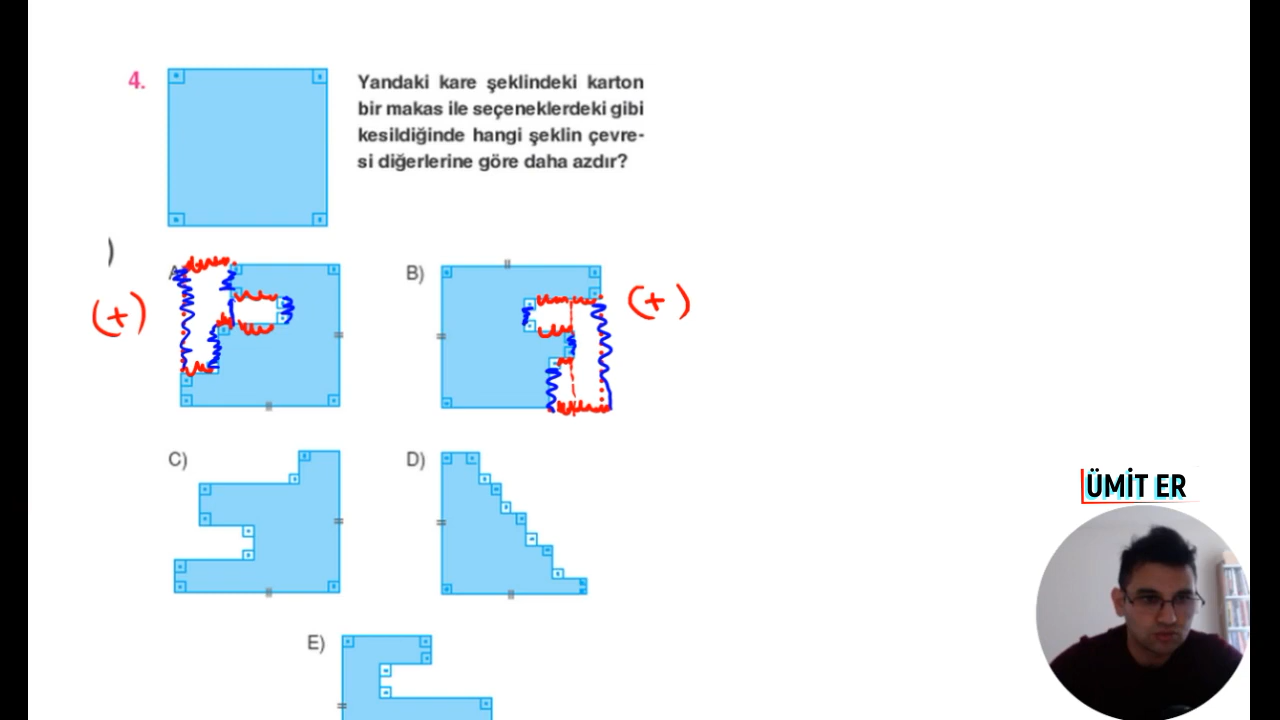 4.
Yandaki kare şeklindeki karton
bir makas ile seçeneklerdeki gibi
kesildiğinde hangi şeklin çevre-
si diğerlerine göre daha azdır?
)
A)
B)
(+)
(+)
C)
D)
ÜMİT ER
E)